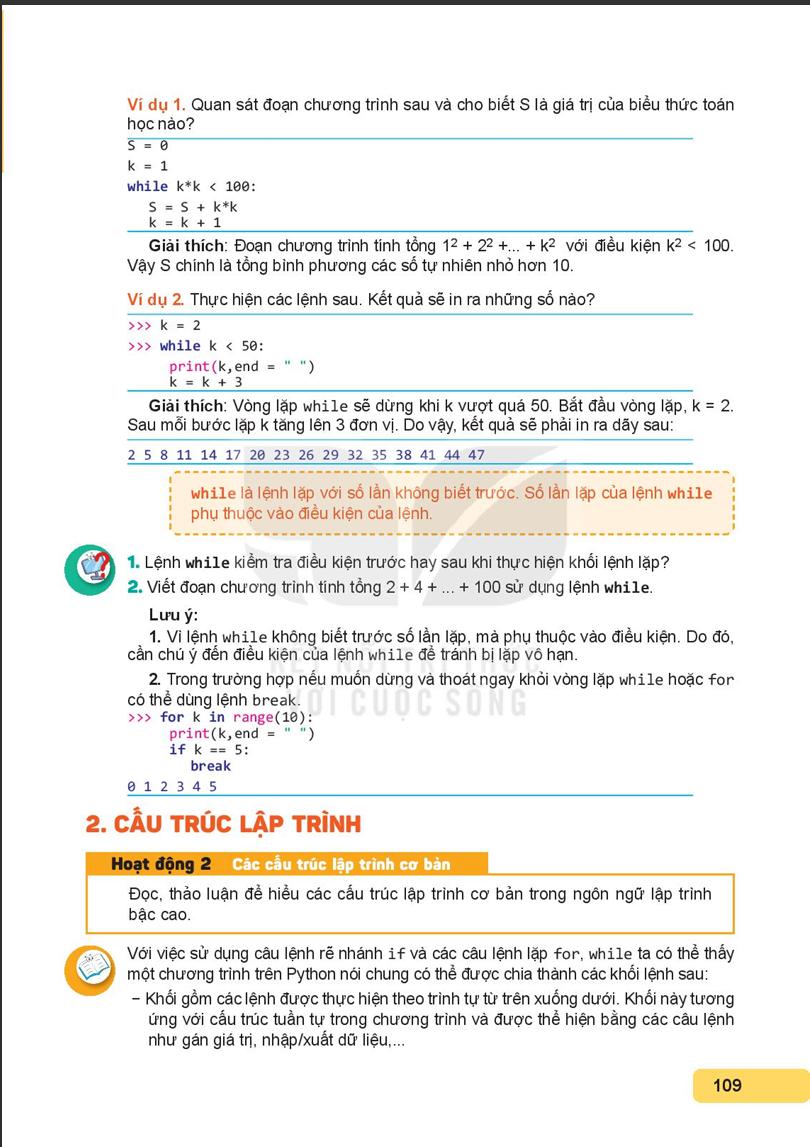 Ví dụ 1. Quan sát đoạn chương trình sau và cho biết S là giá trị của biểu thức toán
học nào?
S = 0
k = 1
while k*k < 100:
S = S + k*k
k = k + 1
Giải thích: Đoạn chương trình tính tổng 1² + 2² +... + k² với điều kiện k² < 100.
Vậy S chính là tổng bình phương các số tự nhiên nhỏ hơn 10.
Ví dụ 2. Thực hiện các lệnh sau. Kết quả sẽ in ra những số nào?
>>> k = 2
>>> while k < 50:
print(k,end = " ")
k = k + 3
Giải thích: Vòng lặp while sẽ dừng khi k vượt quá 50. Bắt đầu vòng lặp, k = 2.
Sau mỗi bước lặp k tăng lên 3 đơn vị. Do vậy, kết quả sẽ phải in ra dãy sau:
2 5 8 11 14 17 20 23 26 29 32 35 38 41 44 47
while là lệnh lặp với số lần không biết trước. Số lần lặp của lệnh while
phụ thuộc vào điều kiện của lệnh.
1. Lệnh while kiểm tra điều kiện trước hay sau khi thực hiện khối lệnh lặp?
2. Viết đoạn chương trình tính tổng 2 + 4 + ... + 100 sử dụng lệnh while.
Lưu ý:
1. Vì lệnh while không biết trước số lần lặp, mà phụ thuộc vào điều kiện. Do đó,
cần chú ý đến điều kiện của lệnh while để tránh bị lặp vô hạn.
2. Trong trường hợp nếu muốn dừng và thoát ngay khỏi vòng lặp while hoặc for
có thể dùng lệnh break.
KẾT NỐI TRI THỨC
VỚI CUỘC SỐNG
>>> for k in range(10):
print(k,end = " ")
if k == 5:
break
0 1 2 3 4 5
2. CẤU TRÚC LẬP TRÌNH
Hoạt động 2 Các cấu trúc lập trình cơ bản
Đọc, thảo luận để hiểu các cấu trúc lập trình cơ bản trong ngôn ngữ lập trình
bậc cao.
Với việc sử dụng câu lệnh rẽ nhánh if và các câu lệnh lặp for, while ta có thể thấy
một chương trình trên Python nói chung có thể được chia thành các khối lệnh sau:
– Khối gồm các lệnh được thực hiện theo trình tự từ trên xuống dưới. Khối này tương
ứng với cấu trúc tuần tự trong chương trình và được thể hiện bằng các câu lệnh
như gán giá trị, nhập/xuất dữ liệu,...
109